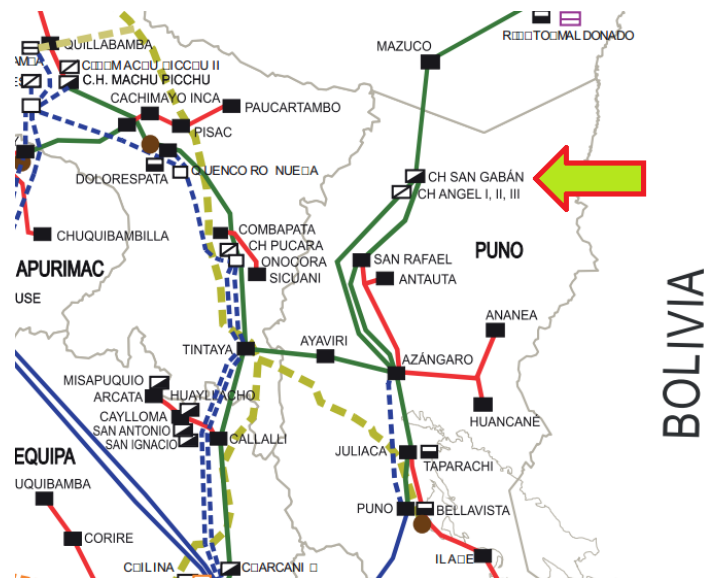 QUILLABAMBA
C.H. MACHU PICCHU
CACHIMAYO INCA
PAUCARTAMBO
PISAC
DOLORESPATA
CHUQUIBAMBILLA
COMBAPATA
CH PUCARA
ONOCORA
SICUANI
APURIMAC
USE
MAZUCO
CH SAN GABÁN
CH ANGEL I, II, III
SAN RAFAEL
ANTAUTA
PUNO
ANANEA
BOLIVIA
TINTAYA
AYAVIRI
AZÁNGARO
HUANCANÉ
MISAPUQUIO
ARCATA
CAYLLOMA
SAN ANTONIO
SAN IGNACIO
CALLALLI
EQUIPA
UQUIBAMBA
CORIRE
JULIACA
TAPARACHI
PUNO
BELLAVISTA